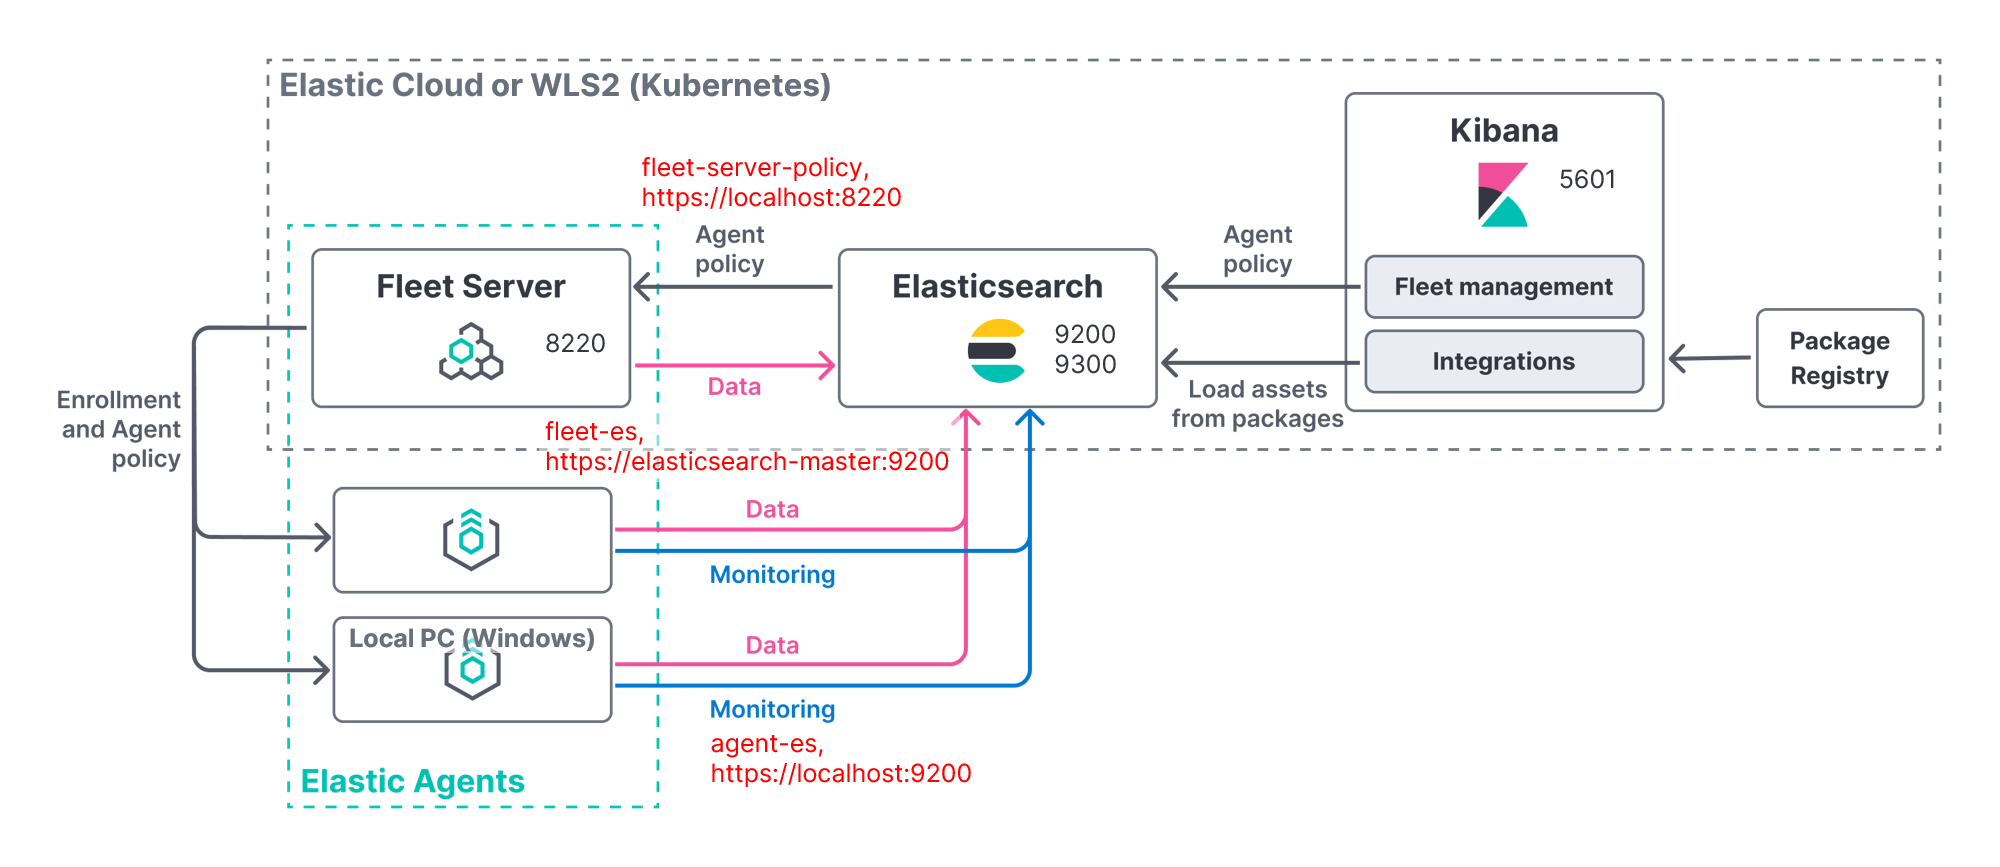 Elastic Cloud or WLS2 (Kubernetes)
Kibana
5601
fleet-server-policy,
https://localhost:8220
Agent
policy
Agent
policy
Fleet Server
8220
Elasticsearch
9200
9300
Fleet management
Integrations
Package
Registry
Data
Load assets
from packages
Enrollment
and Agent
policy
fleet-es,
https://elasticsearch-master:9200
Data
Monitoring
Local PC (Windows)
Data
Monitoring
agent-es,
https://localhost:9200
Elastic Agents